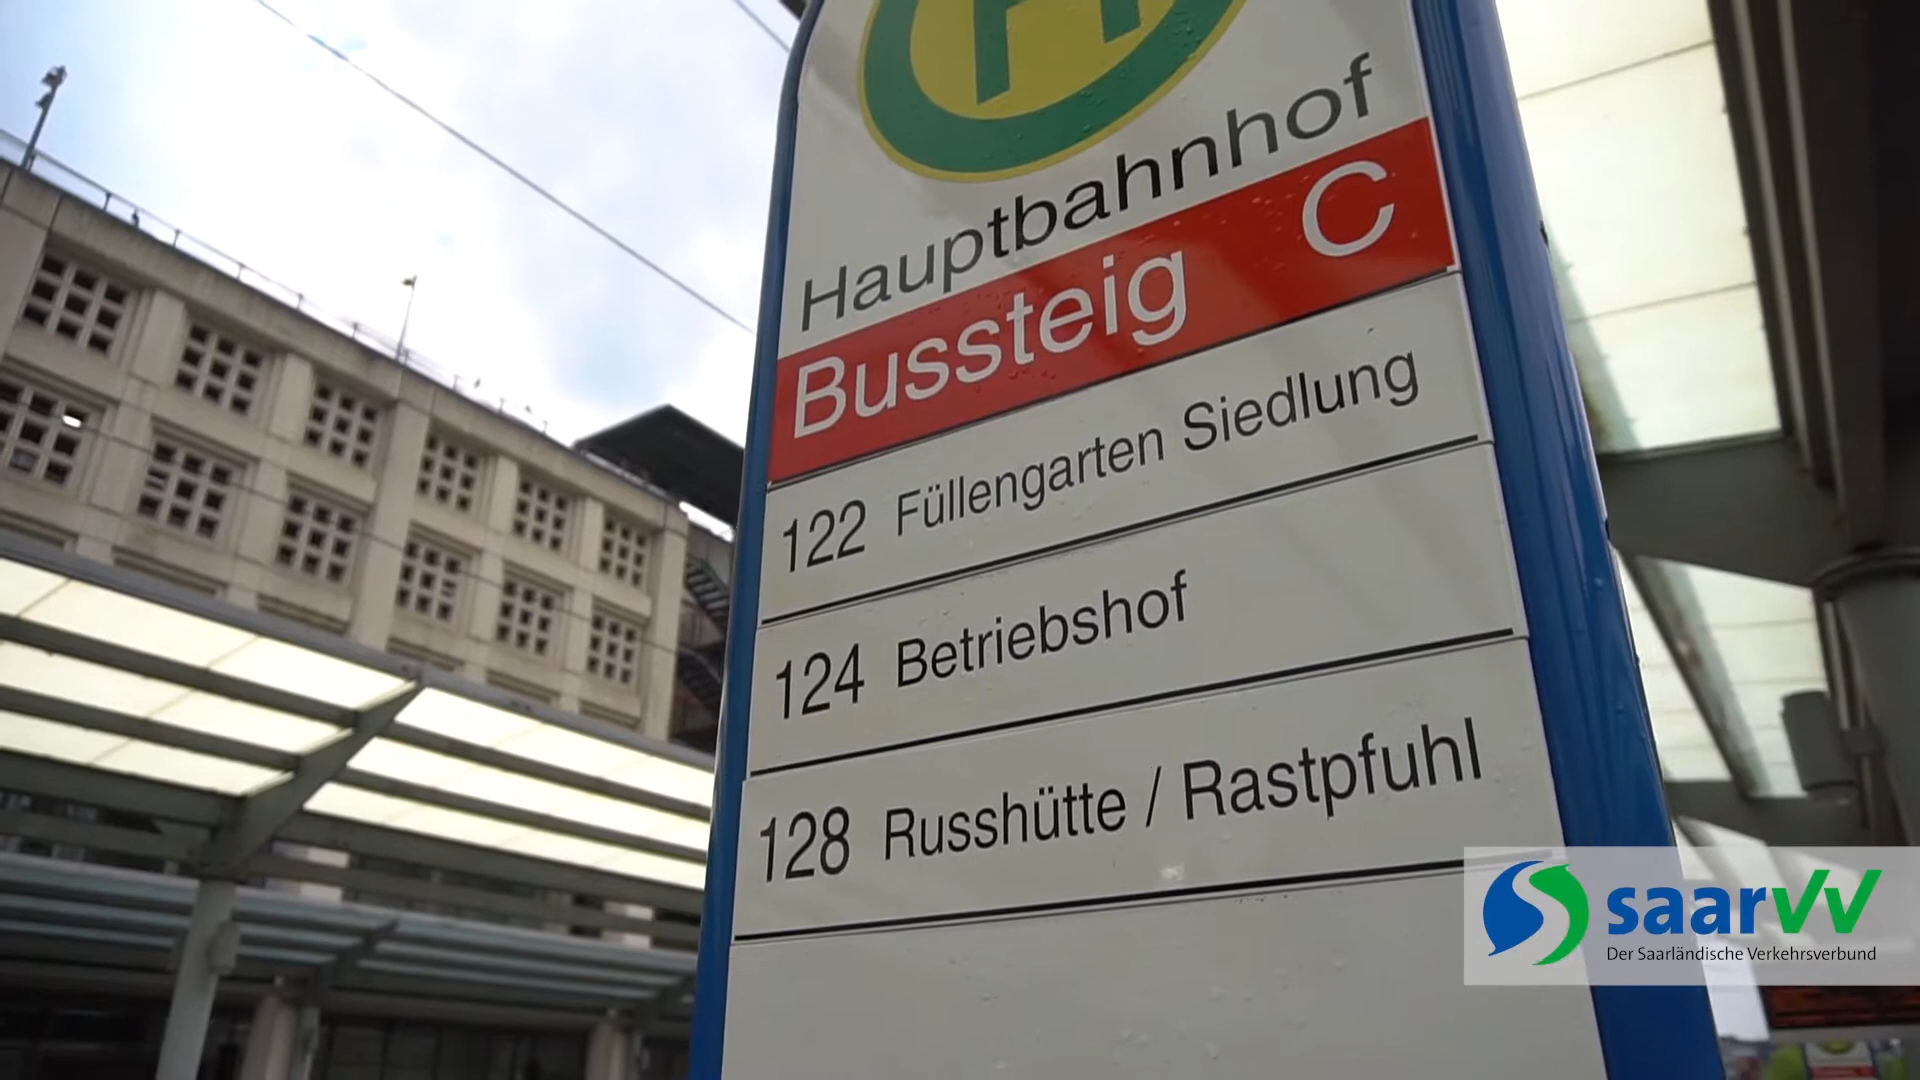 H
Hauptbahnhof
Bussteig C
122 Füllengarten Siedlung
124 Betriebshof
128 Russhütte / Rastpfuhl
saarVV
Der Saarländische Verkehrsverbund